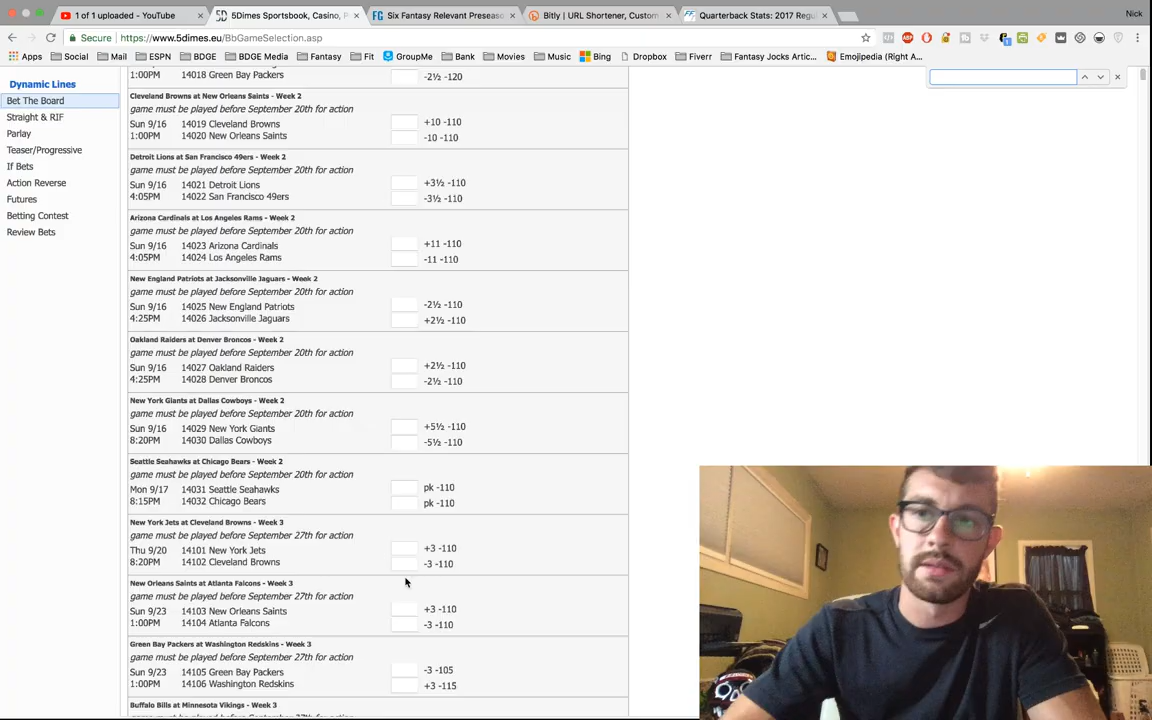 1 of 1 uploaded - YouTube
5Dimes Sportsbook, Casino, P
Six Fantasy Relevant Preseaso
Bitly | URL Shortener, Custom
Quarterback Stats: 2017 Regu
Nick
Secure
https://www.5dimes.eu/BbGameSelection.asp
Apps
Social
Mail
ESPN
BDGE
BDGE Media
Fantasy
Fit
GroupMe
Bank
Movies
Music
Bing
Dropbox
Fiverr
Fantasy Jocks Artic...
Emojipedia (Right A...
Dynamic Lines
Bet The Board
Straight & RIF
Parlay
Teaser/Progressive
If Bets
Action Reverse
Futures
Betting Contest
Review Bets
1:00PM 14018 Green Bay Packers -2½ -120
Cleveland Browns at New Orleans Saints - Week 2
game must be played before September 20th for action
Sun 9/16 14019 Cleveland Browns +10 -110
1:00PM 14020 New Orleans Saints -10 -110
Detroit Lions at San Francisco 49ers - Week 2
game must be played before September 20th for action
Sun 9/16 14021 Detroit Lions +3½ -110
4:05PM 14022 San Francisco 49ers -3½ -110
Arizona Cardinals at Los Angeles Rams - Week 2
game must be played before September 20th for action
Sun 9/16 14023 Arizona Cardinals +11 -110
4:05PM 14024 Los Angeles Rams -11 -110
New England Patriots at Jacksonville Jaguars - Week 2
game must be played before September 20th for action
Sun 9/16 14025 New England Patriots -2½ -110
4:25PM 14026 Jacksonville Jaguars +2½ -110
Oakland Raiders at Denver Broncos - Week 2
game must be played before September 20th for action
Sun 9/16 14027 Oakland Raiders +2½ -110
4:25PM 14028 Denver Broncos -2½ -110
New York Giants at Dallas Cowboys - Week 2
game must be played before September 20th for action
Sun 9/16 14029 New York Giants +5½ -110
8:20PM 14030 Dallas Cowboys -5½ -110
Seattle Seahawks at Chicago Bears - Week 2
game must be played before September 20th for action
Mon 9/17 14031 Seattle Seahawks pk -110
8:15PM 14032 Chicago Bears pk -110
New York Jets at Cleveland Browns - Week 3
game must be played before September 27th for action
Thu 9/20 14101 New York Jets +3 -110
8:20PM 14102 Cleveland Browns -3 -110
New Orleans Saints at Atlanta Falcons - Week 3
game must be played before September 27th for action
Sun 9/23 14103 New Orleans Saints +3 -110
1:00PM 14104 Atlanta Falcons -3 -110
Green Bay Packers at Washington Redskins - Week 3
game must be played before September 27th for action
Sun 9/23 14105 Green Bay Packers -3 -105
1:00PM 14106 Washington Redskins +3 -115
Buffalo Bills at Minnesota Vikings - Week 3